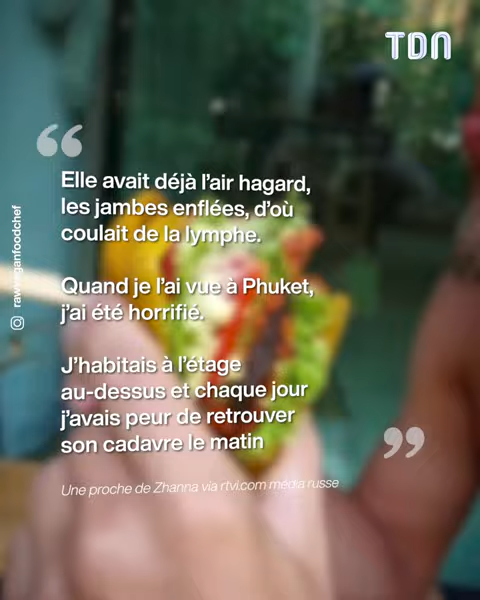 TDN
“
Elle avait déjà l’air hagard,
les jambes enflées, d’où
coulait de la lymphe.
Quand je l’ai vue à Phuket,
j’ai été horrifié.
J’habitais à l’étage
au-dessus et chaque jour
j’avais peur de retrouver
son cadavre le matin
”
Une proche de Zhanna via rtvi.com média russe
rawveganfoodchef